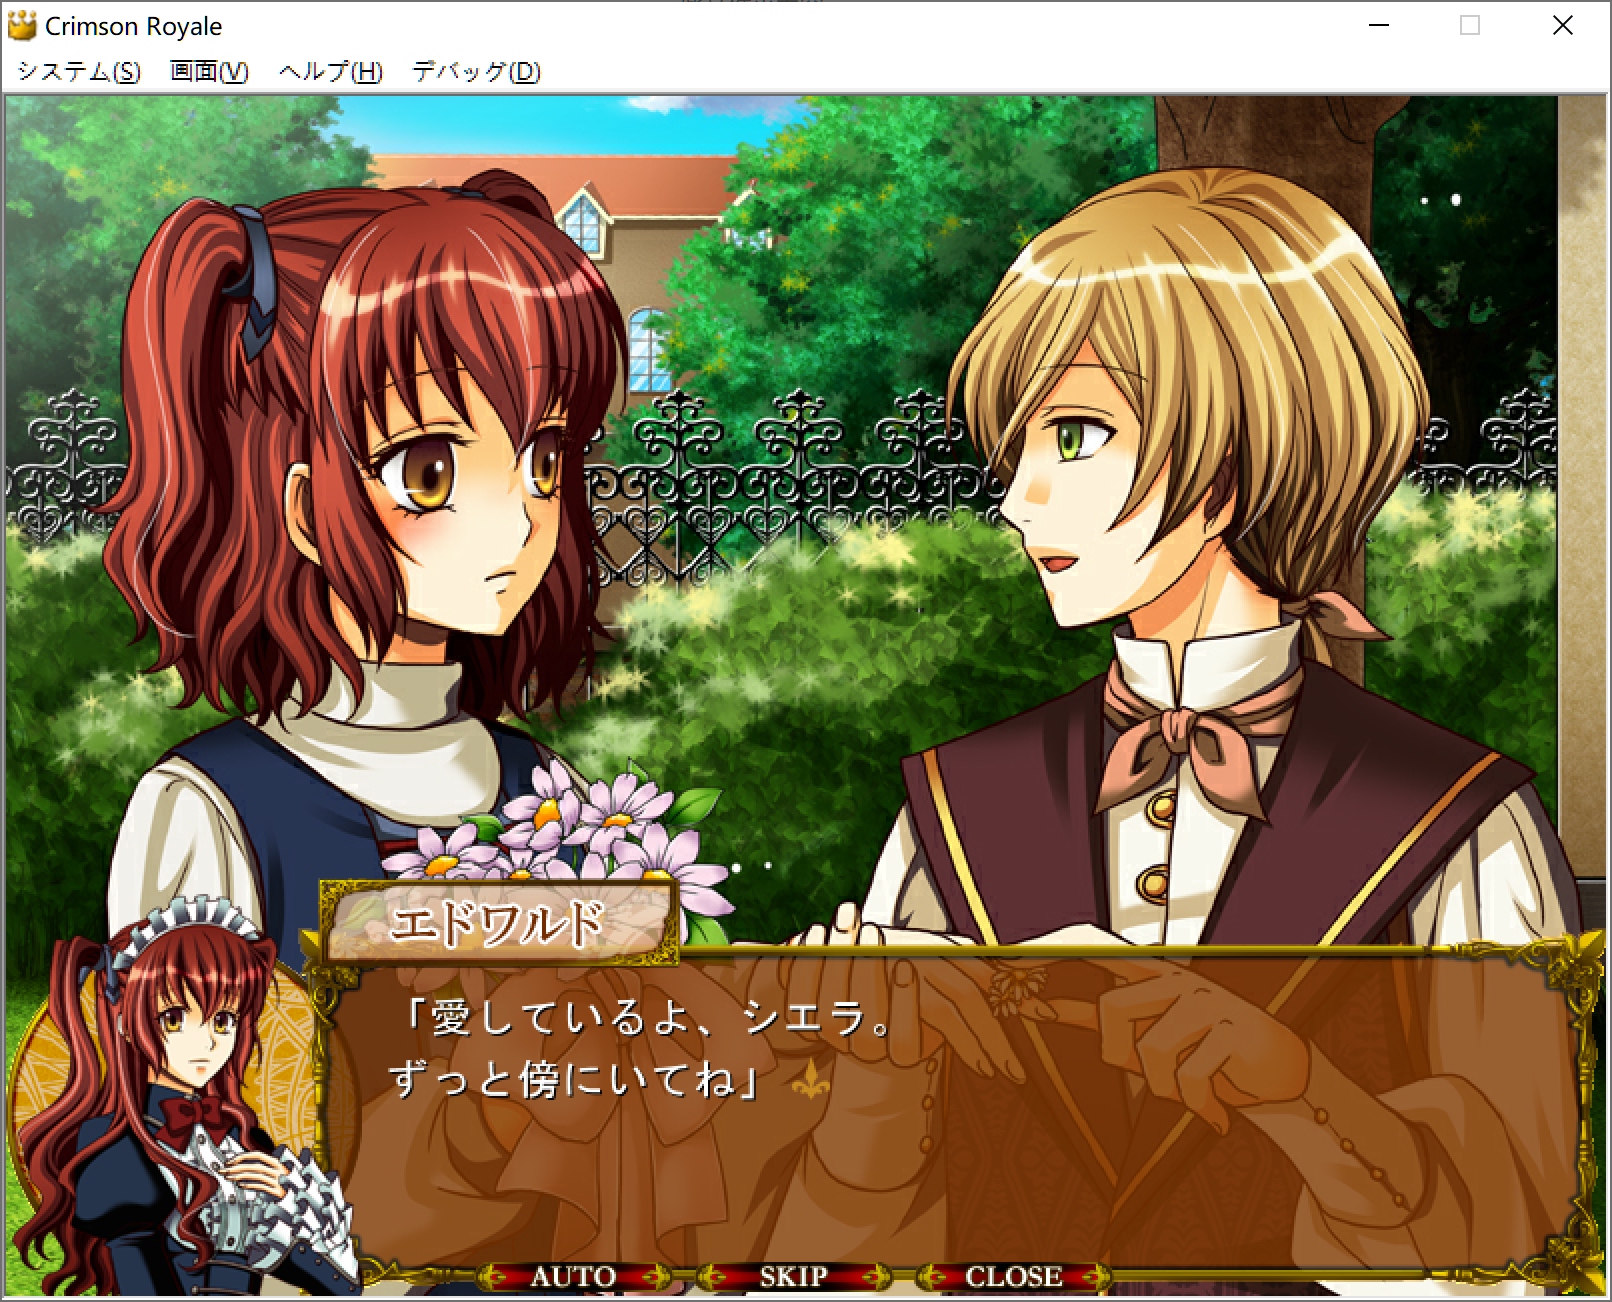 Crimson Royale
システム(S) 画面(V) ヘルプ(H) デバッグ(D)
エドワルド
「愛しているよ、シエラ。
ずっと傍にいてね」
AUTO SKIP CLOSE